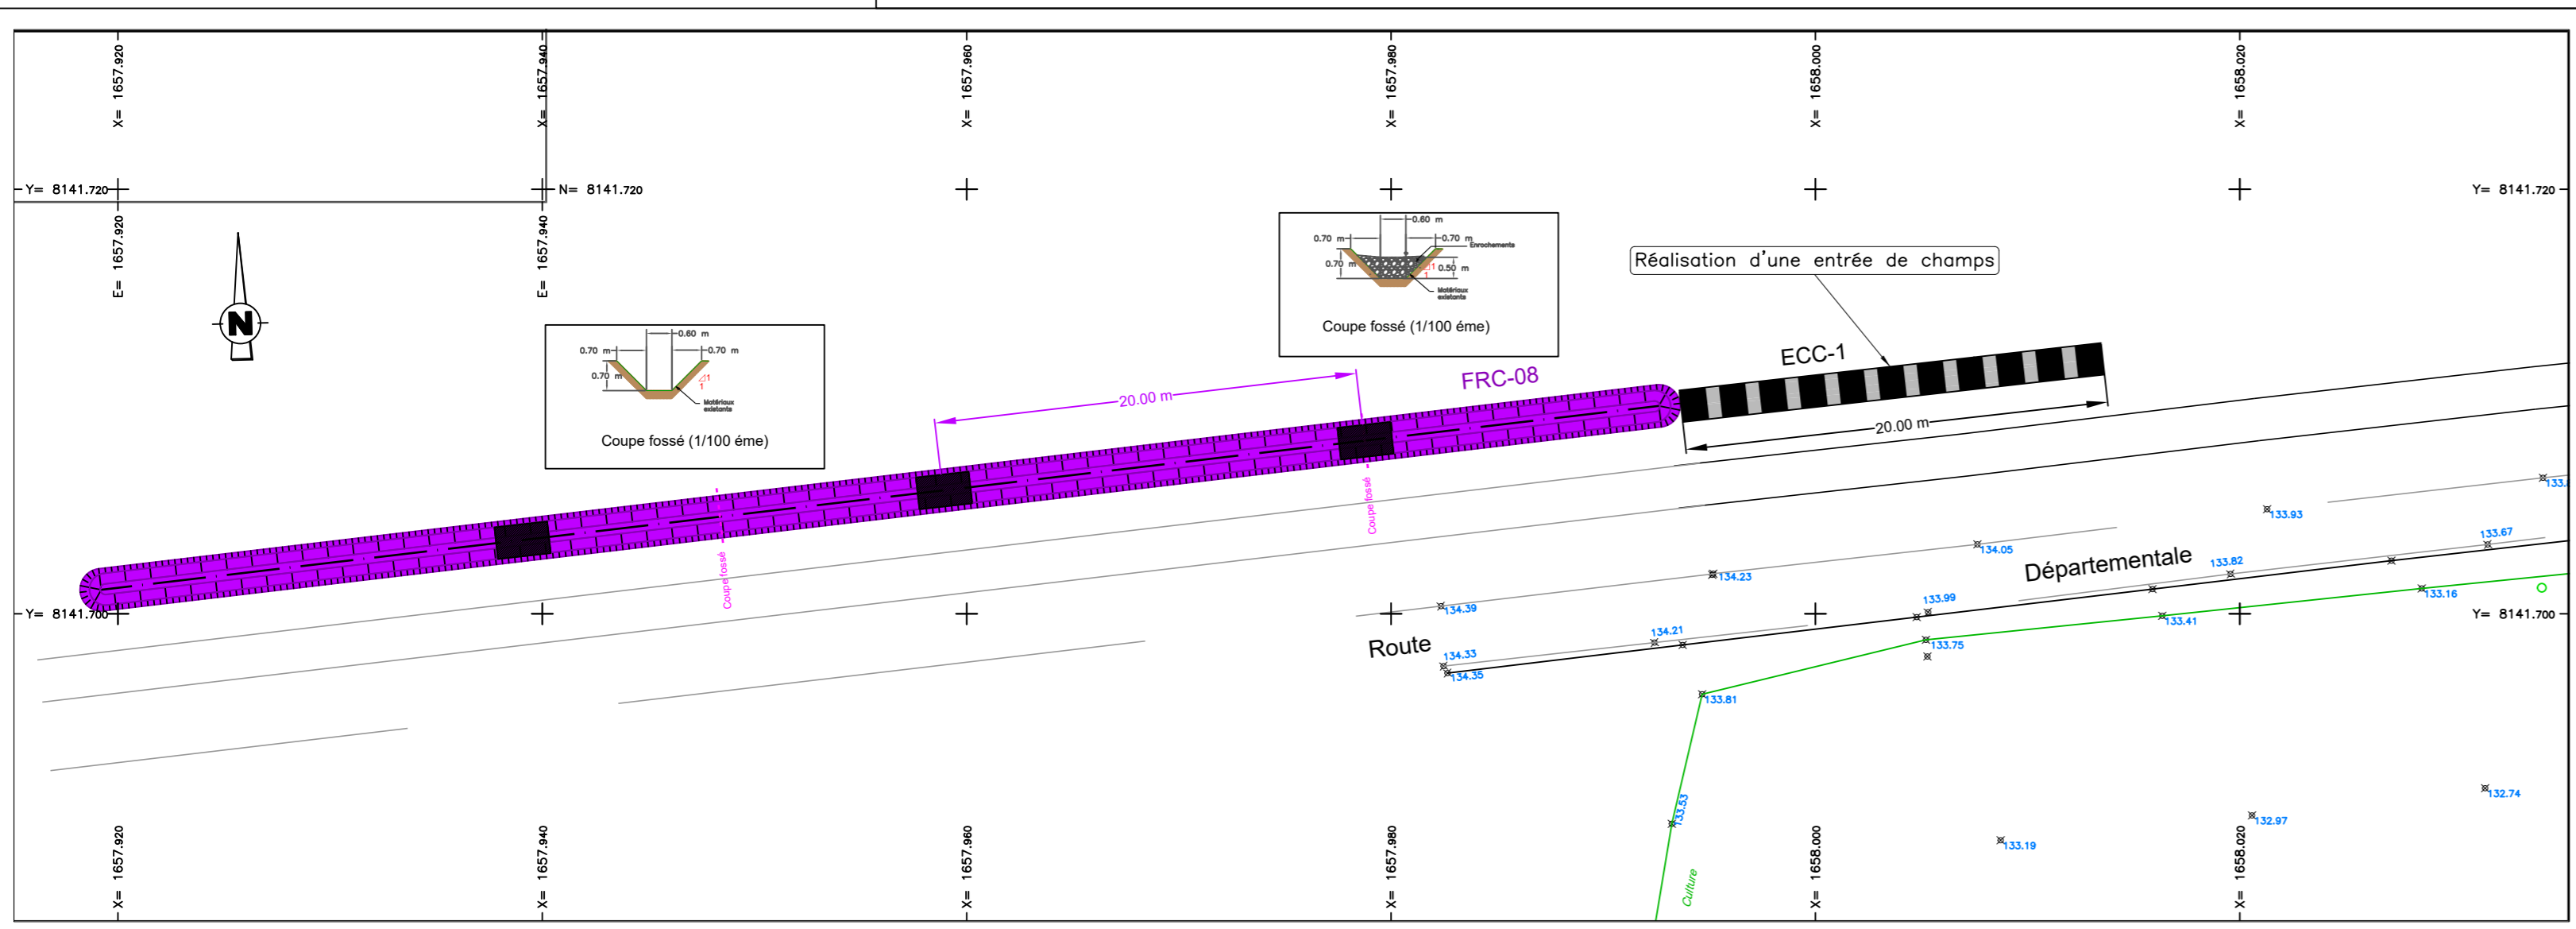 X= 1657.920
X= 1657.940
X= 1657.960
X= 1657.980
X= 1658.000
X= 1658.020
Y= 8141.720
N= 8141.720
Y= 8141.720
E= 1657.920
E= 1657.940
N
0.60 m
0.70 m
0.70 m
0.70 m
1
1
Matériaux
existants
Coupe fossé (1/100 éme)
0.60 m
0.70 m
0.70 m
Enrochements
0.70 m
1
0.50 m
1
Matériaux
existants
Coupe fossé (1/100 éme)
Réalisation d'une entrée de champs
ECC-1
FRC-08
20.00 m
20.00 m
Coupe fossé
Coupe fossé
133.93
133.67
134.05
Départementale
133.82
134.23
133.16
134.39
133.99
133.41
Y= 8141.700
Y= 8141.700
134.21
Route
133.75
134.33
134.35
133.81
133.53
132.74
132.97
133.19
Culture
X= 1657.920
X= 1657.940
X= 1657.960
X= 1657.980
X= 1658.000
X= 1658.020